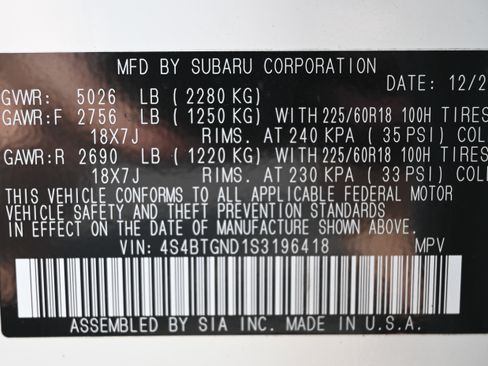 MFD BY SUBARU CORPORATION
DATE: 12/2
GVWR: 5026 LB ( 2280 KG)
GAWR:F 2756 LB ( 1250 KG) WITH 225/60R18 100H TIRES
18X7J RIMS. AT 240 KPA ( 35 PSI) COL
GAWR:R 2690 LB ( 1220 KG) WITH 225/60R18 100H TIRES
18X7J RIMS. AT 230 KPA ( 33 PSI) COL
THIS VEHICLE CONFORMS TO ALL APPLICABLE FEDERAL MOTOR
VEHICLE SAFETY AND THEFT PREVENTION STANDARDS
IN EFFECT ON THE DATE OF MANUFACTURE SHOWN ABOVE.
VIN: 4S4BTGND1S3196418 MPV
ASSEMBLED BY SIA INC. MADE IN U.S.A.